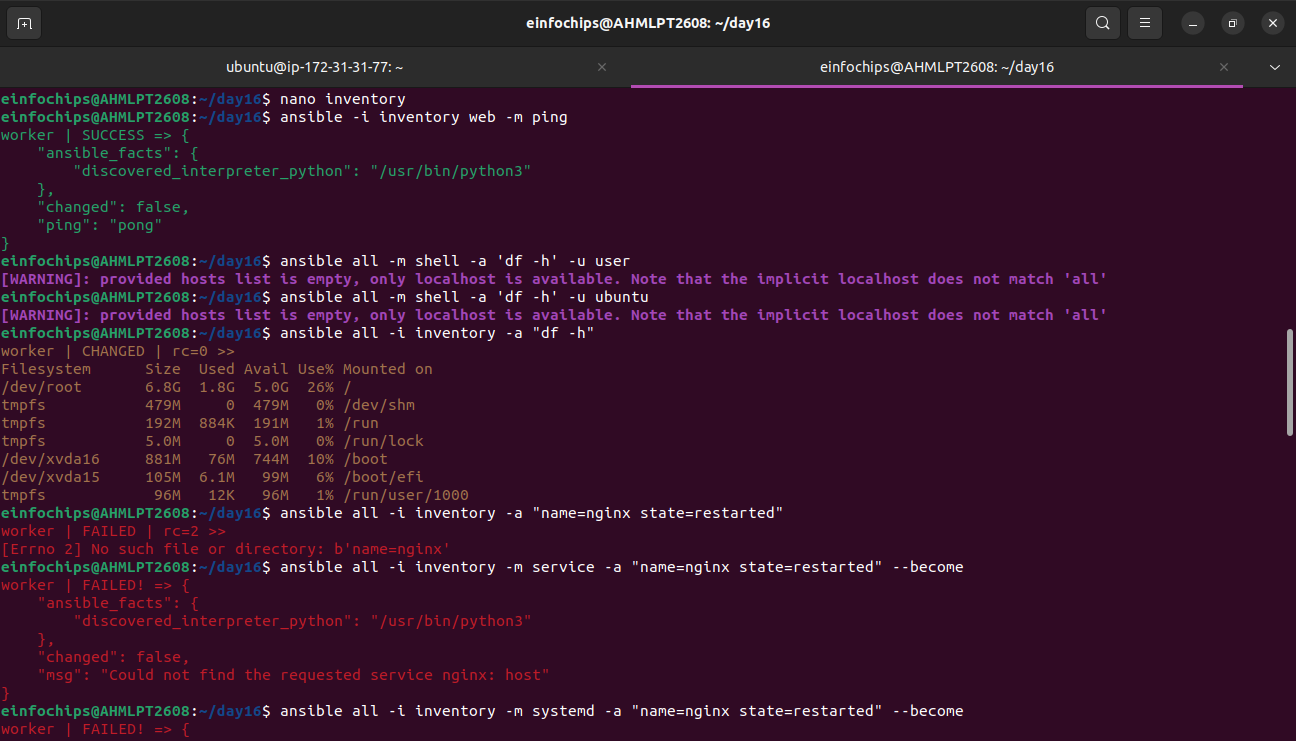 einfochips@AHMLPT2608: ~/day16
ubuntu@ip-172-31-31-77: ~
einfochips@AHMLPT2608: ~/day16
einfochips@AHMLPT2608:~/day16$ nano inventory
einfochips@AHMLPT2608:~/day16$ ansible -i inventory web -m ping
worker | SUCCESS => {
    "ansible_facts": {
        "discovered_interpreter_python": "/usr/bin/python3"
    },
    "changed": false,
    "ping": "pong"
}
einfochips@AHMLPT2608:~/day16$ ansible all -m shell -a 'df -h' -u user
[WARNING]: provided hosts list is empty, only localhost is available. Note that the implicit localhost does not match 'all'
einfochips@AHMLPT2608:~/day16$ ansible all -m shell -a 'df -h' -u ubuntu
[WARNING]: provided hosts list is empty, only localhost is available. Note that the implicit localhost does not match 'all'
einfochips@AHMLPT2608:~/day16$ ansible all -i inventory -a "df -h"
worker | CHANGED | rc=0 >>
Filesystem      Size  Used Avail Use% Mounted on
/dev/root       6.8G  1.8G  5.0G  26% /
tmpfs           479M     0  479M   0% /dev/shm
tmpfs           192M  884K  191M   1% /run
tmpfs           5.0M     0  5.0M   0% /run/lock
/dev/xvda16     881M   76M  744M  10% /boot
/dev/xvda15     105M  6.1M   99M   6% /boot/efi
tmpfs            96M   12K   96M   1% /run/user/1000
einfochips@AHMLPT2608:~/day16$ ansible all -i inventory -a "name=nginx state=restarted"
worker | FAILED | rc=2 >>
[Errno 2] No such file or directory: b'name=nginx'
einfochips@AHMLPT2608:~/day16$ ansible all -i inventory -m service -a "name=nginx state=restarted" --become
worker | FAILED! => {
    "ansible_facts": {
        "discovered_interpreter_python": "/usr/bin/python3"
    },
    "changed": false,
    "msg": "Could not find the requested service nginx: host"
}
einfochips@AHMLPT2608:~/day16$ ansible all -i inventory -m systemd -a "name=nginx state=restarted" --become
worker | FAILED! => {